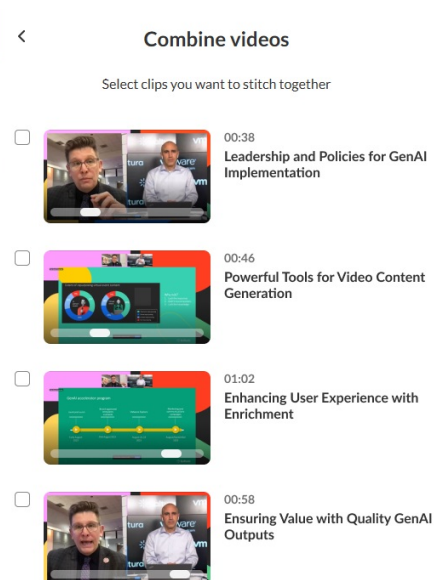 Combine videos
Select clips you want to stitch together
00:38
Leadership and Policies for GenAI
Implementation
00:46
Powerful Tools for Video Content
Generation
01:02
Enhancing User Experience with
Enrichment
00:58
Ensuring Value with Quality GenAI
Outputs